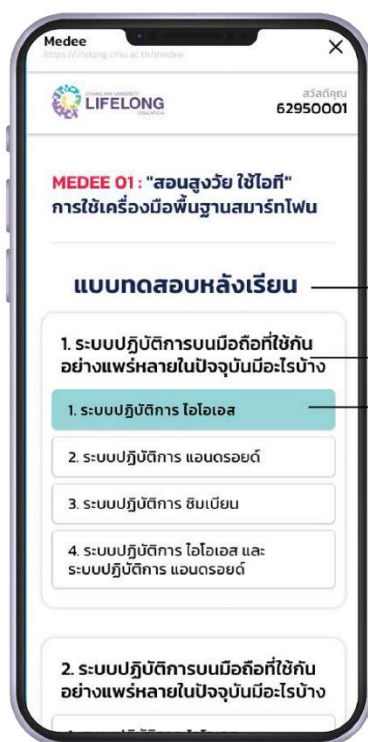 Medee
https://lifelong.cmu.ac.th/medee
CHIANG MAI UNIVERSITY
LIFELONG
EDUCATION
สวัสดีคุณ
62950001
MEDEE 01 : "สอนสูงวัย ใช้ไอที"
การใช้เครื่องมือพื้นฐานสมาร์ทโฟน
แบบทดสอบหลังเรียน
1. ระบบปฏิบัติการบนมือถือที่ใช้กัน
อย่างแพร่หลายในปัจจุบันมีอะไรบ้าง
1. ระบบปฏิบัติการ ไอโอเอส
2. ระบบปฏิบัติการ แอนดรอยด์
3. ระบบปฏิบัติการ ซิมเบียน
4. ระบบปฏิบัติการ ไอโอเอส และ
ระบบปฏิบัติการ แอนดรอยด์
2. ระบบปฏิบัติการบนมือถือที่ใช้กัน
อย่างแพร่หลายในปัจจุบันมีอะไรบ้าง